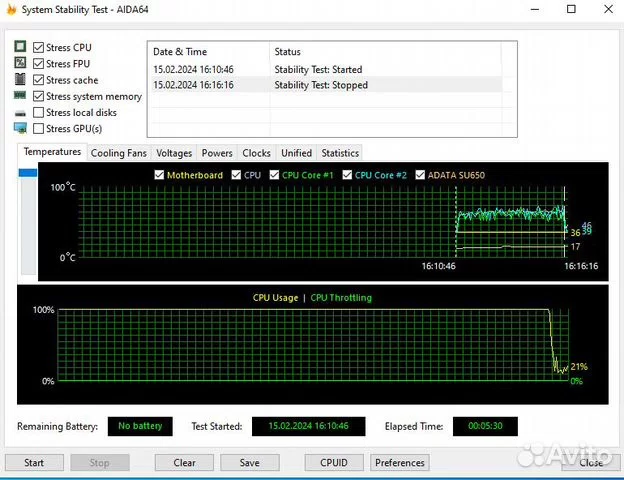 System Stability Test - AIDA64
Stress CPU
Stress FPU
Stress cache
Stress system memory
Stress local disks
Stress GPU(s)
Date & Time Status
15.02.2024 16:10:46 Stability Test: Started
15.02.2024 16:16:16 Stability Test: Stopped
Temperatures Cooling Fans Voltages Powers Clocks Unified Statistics
Motherboard CPU CPU Core #1 CPU Core #2 ADATA SU650
100°C
46
36 39
17
0°C
16:10:46 16:16:16
CPU Usage | CPU Throttling
100%
21%
0% 0%
Remaining Battery: No battery Test Started: 15.02.2024 16:10:46 Elapsed Time: 00:05:30
Start Stop Clear Save CPUID Preferences Close
Avito